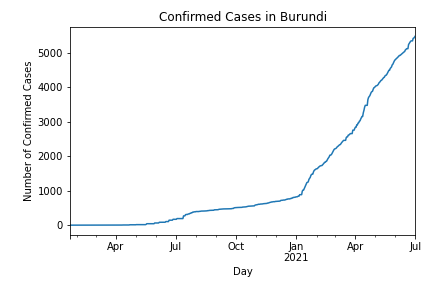 Confirmed Cases in Burundi
Number of Confirmed Cases
5000
4000
3000
2000
1000
0
Apr Jul Oct Jan Apr Jul
2021
Day